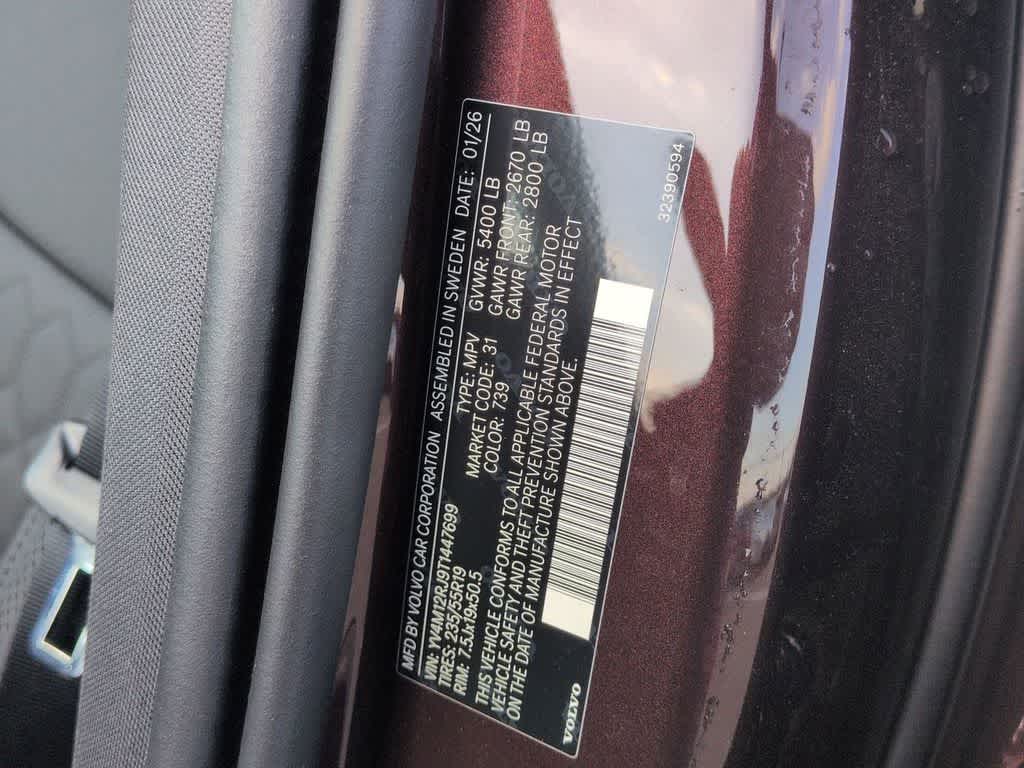 MFD BY VOLVO CAR CORPORATION ASSEMBLED IN SWEDEN DATE: 01/26
VIN: YV4M12RJ9T1447699 TYPE: MPV GVWR: 5400 LB
TIRES: 255/55R19 MARKET CODE: 31 GAWR FRONT: 2670 LB
RIM: 7.5Jx19x50.5 COLOR: 739 GAWR REAR: 2800 LB
THIS VEHICLE CONFORMS TO ALL APPLICABLE FEDERAL MOTOR
VEHICLE SAFETY AND THEFT PREVENTION STANDARDS IN EFFECT
ON THE DATE OF MANUFACTURE SHOWN ABOVE.
VOLVO
32390594